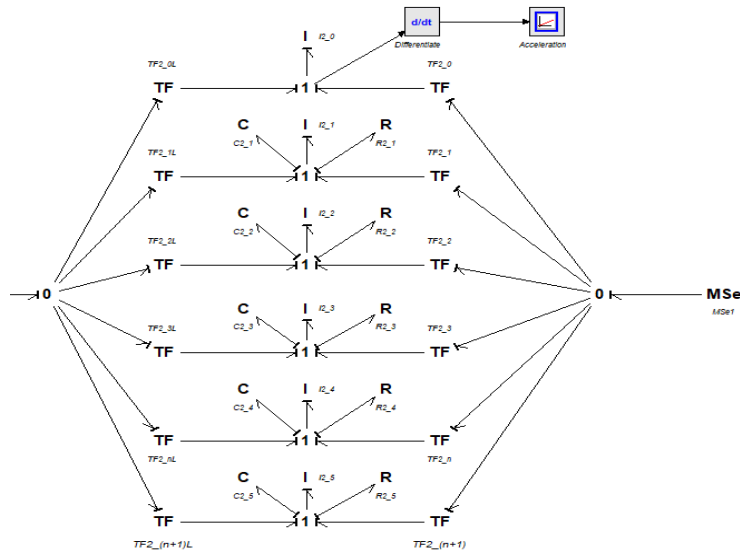 d/dt
I I2_0
Differentiate Acceleration
TF2_0L TF2_0
TF 1 TF
C I I2_1 R
C2_1 R2_1
TF2_1L TF2_1
TF 1 TF
C I I2_2 R
C2_2 R2_2
TF2_2L TF2_2
TF 1 TF
0 0 MSe
MSe1
C I I2_3 R
C2_3 R2_3
TF2_3L TF2_3
TF 1 TF
C I I2_4 R
C2_4 R2_4
TF 1 TF
TF2_nL TF2_n
C I I2_5 R
C2_5 R2_5
TF 1 TF
TF2_(n+1)L TF2_(n+1)